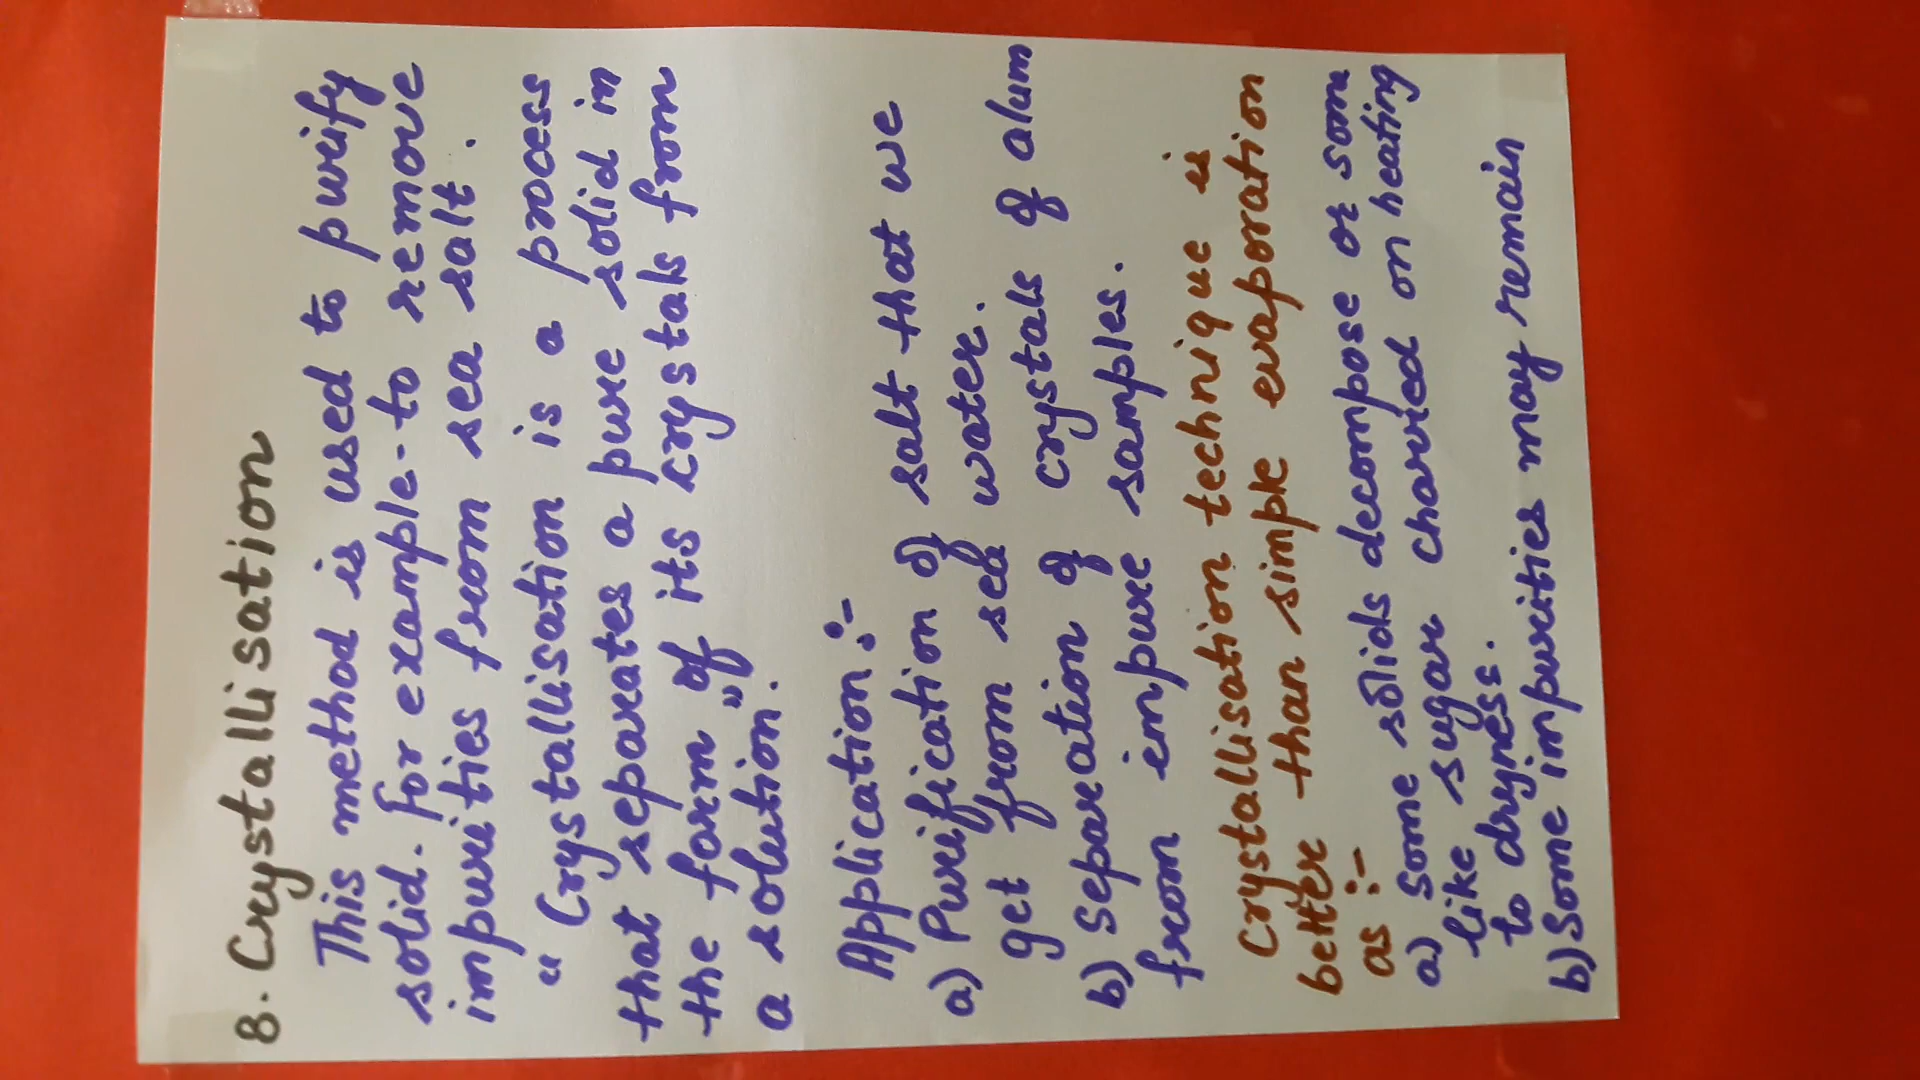 8. Crystallisation
This method is used to purify
solid. for example - to remove
impurities from sea salt.
" Crystallisation is a process
that separates a pure solid in
the form of its crystals from
a solution."
Application :-
a) Purification of salt that we
get from sea water.
b) Separation of crystals of alum
from impure samples.
Crystallisation technique is
better than simple evaporation
as :-
a) Some solids decompose or som
like sugar charried on heating
to dryness.
b) Some impurities may remain